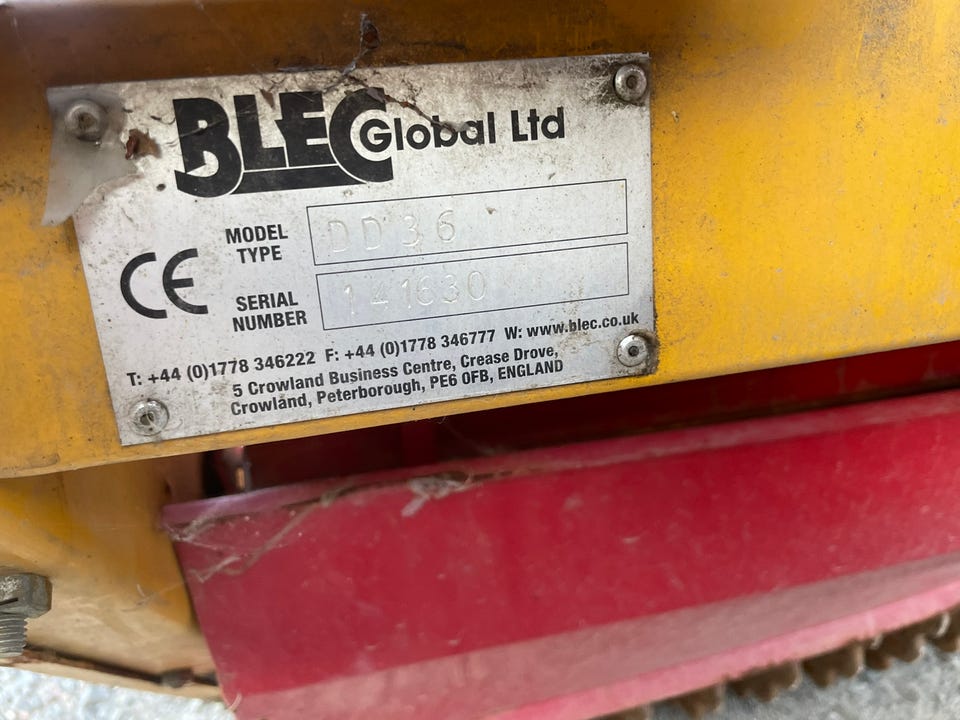 BLEC Global Ltd
MODEL TYPE DD36
CE
SERIAL NUMBER 141630
T: +44 (0)1778 346222 F: +44 (0)1778 346777 W: www.blec.co.uk
5 Crowland Business Centre, Crease Drove,
Crowland, Peterborough, PE6 0FB, ENGLAND